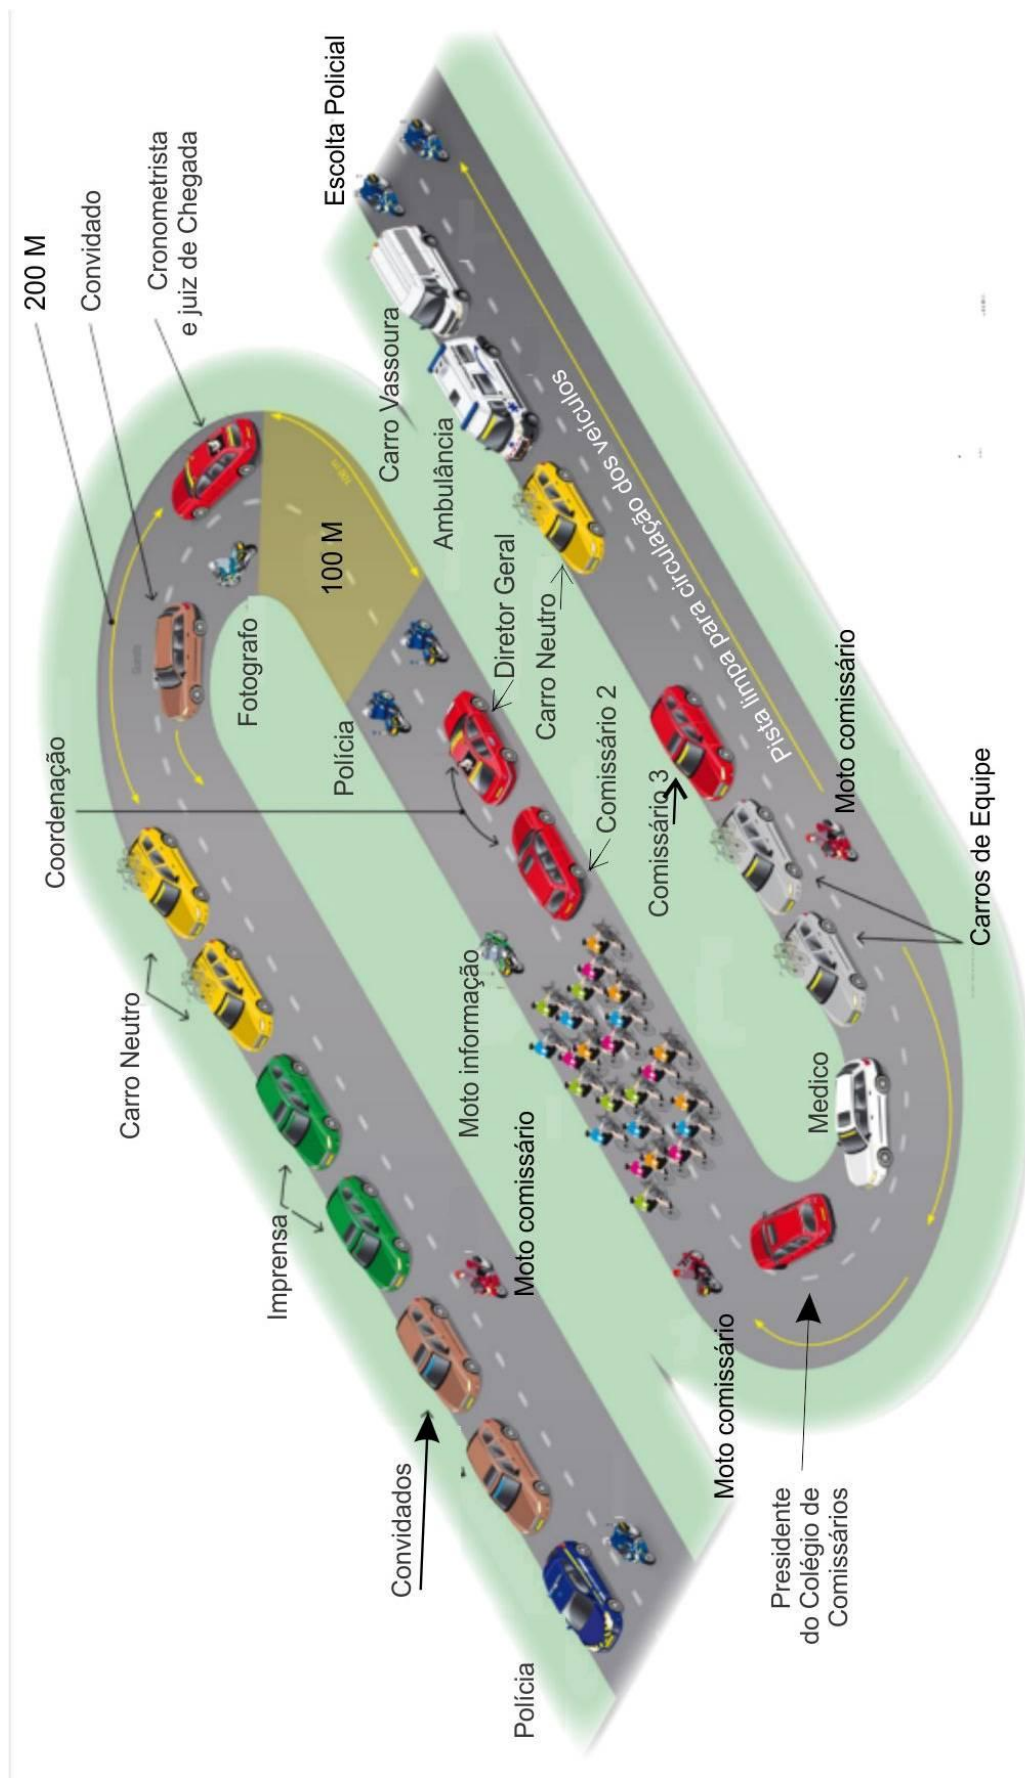 200 M
Convidado
Cronometrista
e juiz de Chegada
Coordenação
Escolta Policial
Carro Neutro
100 m
100 M
Fotografo
Polícia
Carro Vassoura
Ambulância
Imprensa
Diretor Geral
Carro Neutro
Moto informação
Comissário 2
Pista limpa para circulação dos veículos
Moto comissário
Comissário 3
Moto comissário
Convidados
Medico
Carros de Equipe
Polícia
Moto comissário
Presidente
do Colégio de
Comissários